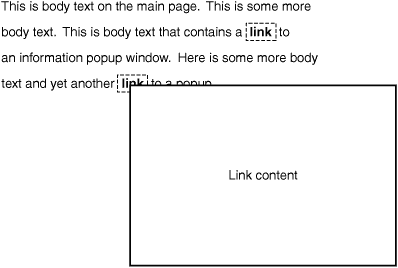 This is body text on the main page. This is some more
body text. This is body text that contains a link to
an information popup window. Here is some more body
text and yet another link to a popup
Link content